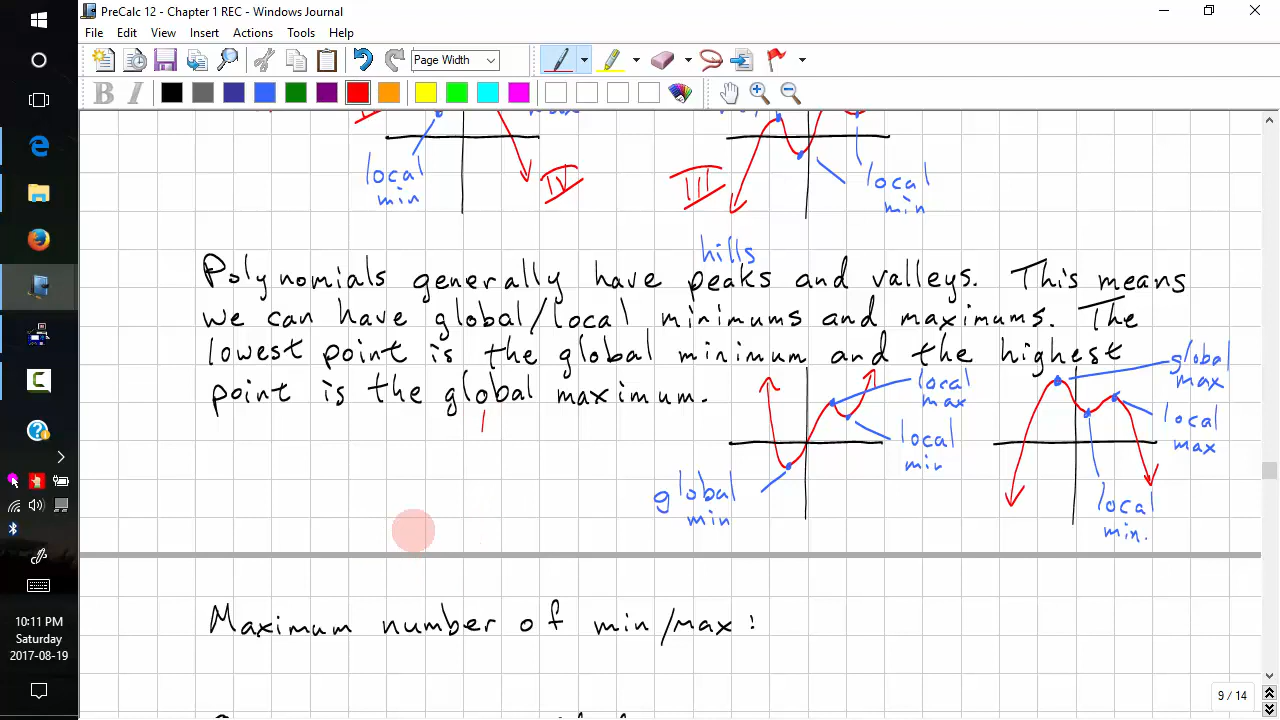 PreCalc 12 - Chapter 1 REC - Windows Journal
File Edit View Insert Actions Tools Help
Page Width
B I
local
min
IV
III
local
min
hills
Polynomials generally have peaks and valleys. This means
we can have global/local minimums and maximums. The
lowest point is the global minimum and the highest
point is the global maximum.
local
max
local
min
global
min
global
max
local
max
local
min.
Maximum number of min/max:
10:11 PM
Saturday
2017-08-19
9 / 14